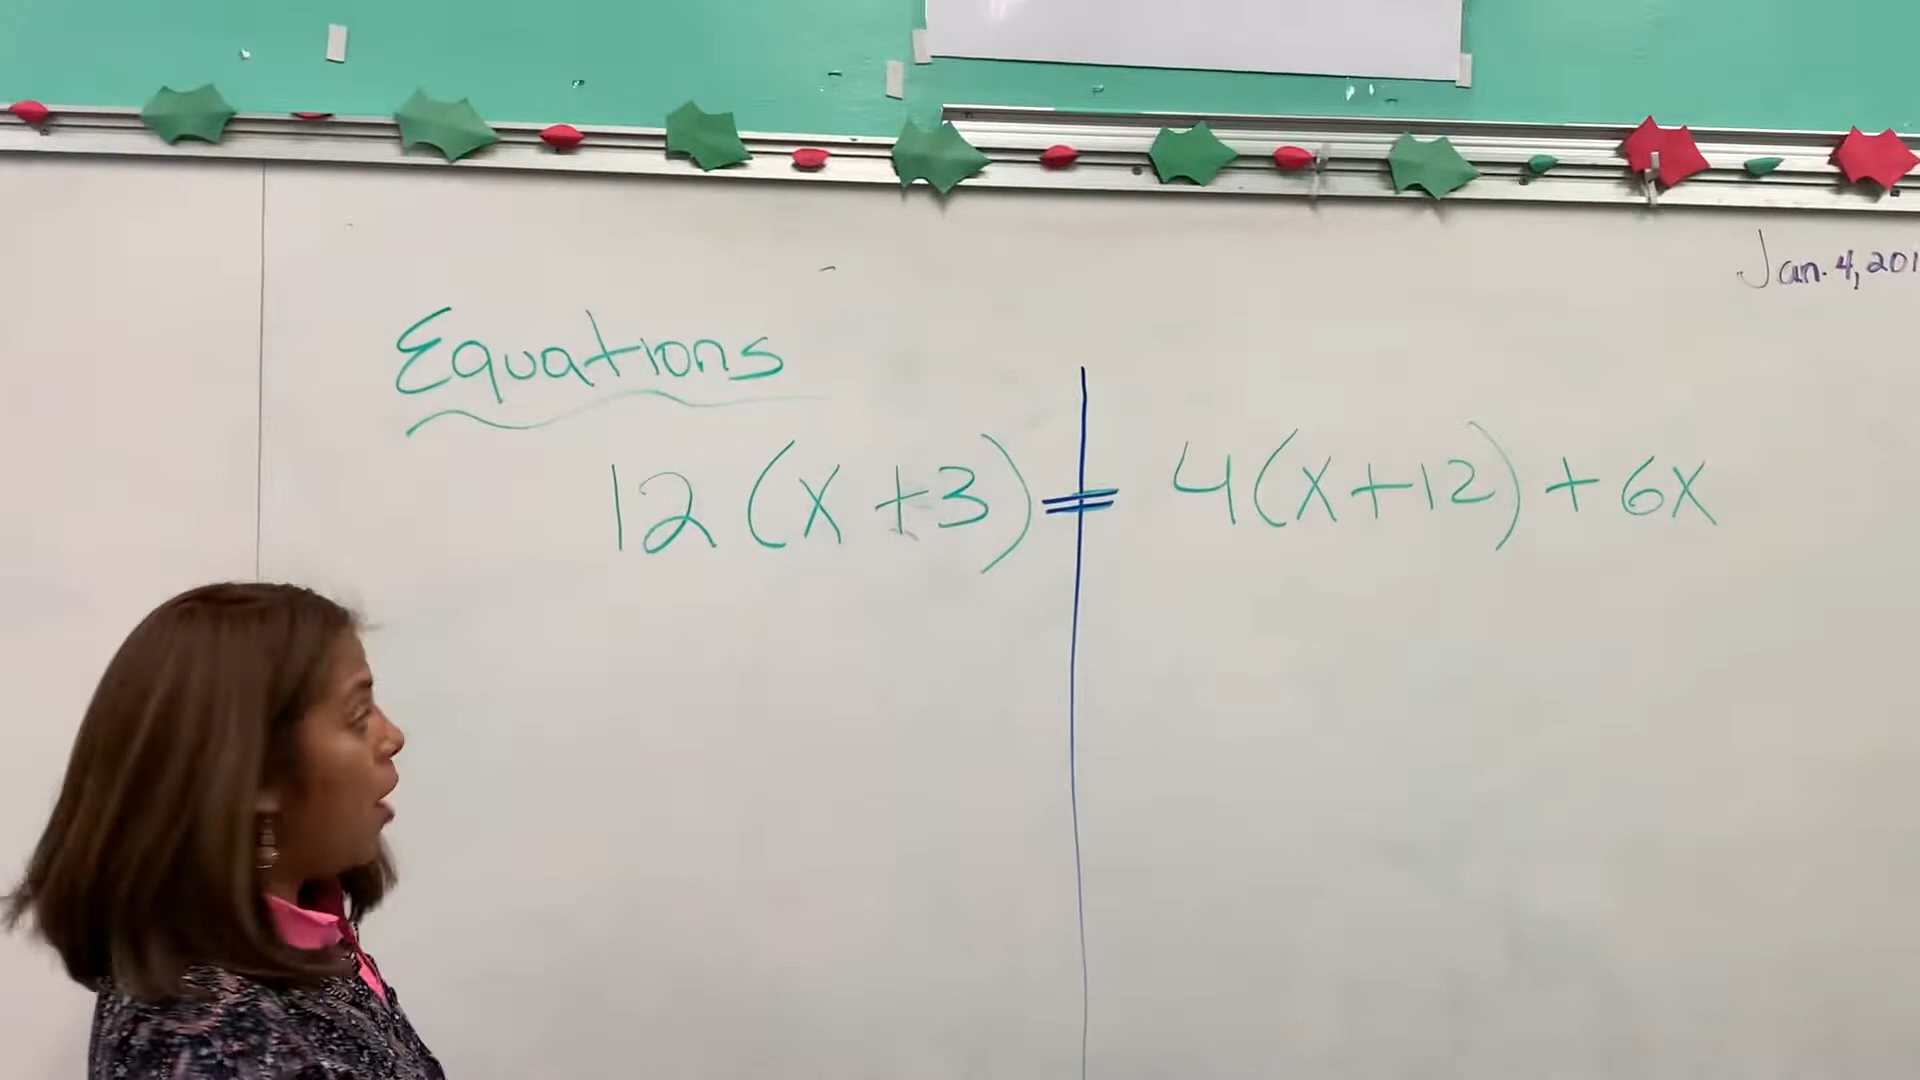 Jan. 4, 201
Equations
12(x+3) = 4(x+12) + 6x